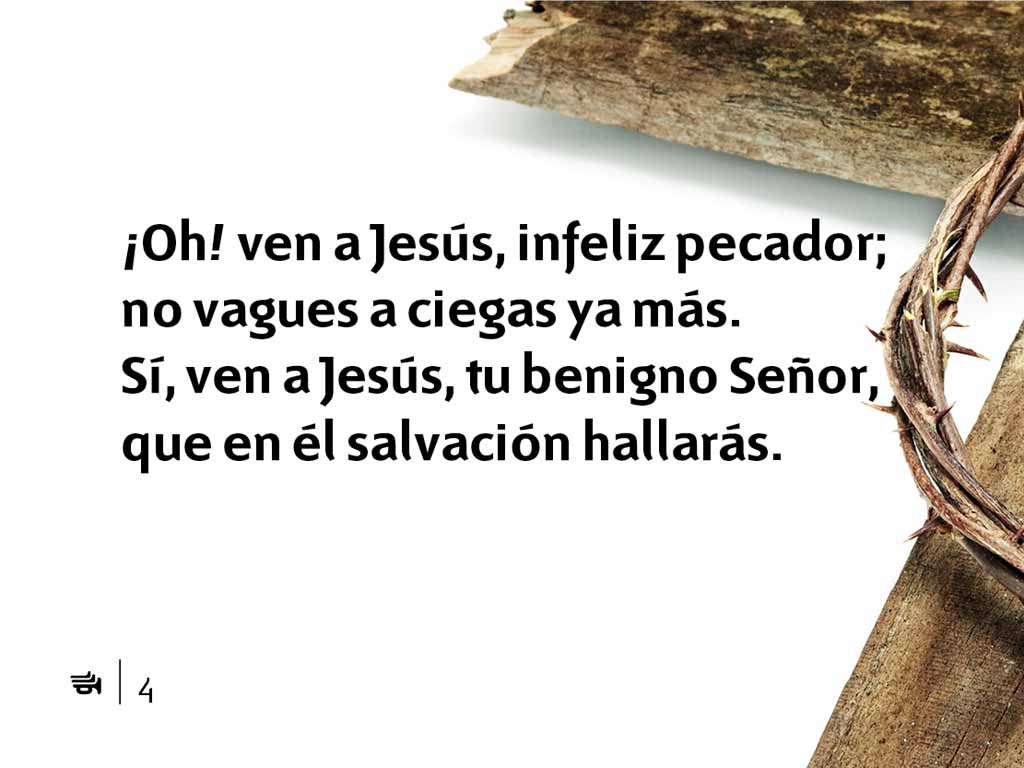 ¡Oh! ven a Jesús, infeliz pecador;
no vagues a ciegas ya más.
Sí, ven a Jesús, tu benigno Señor,
que en él salvación hallarás.
4